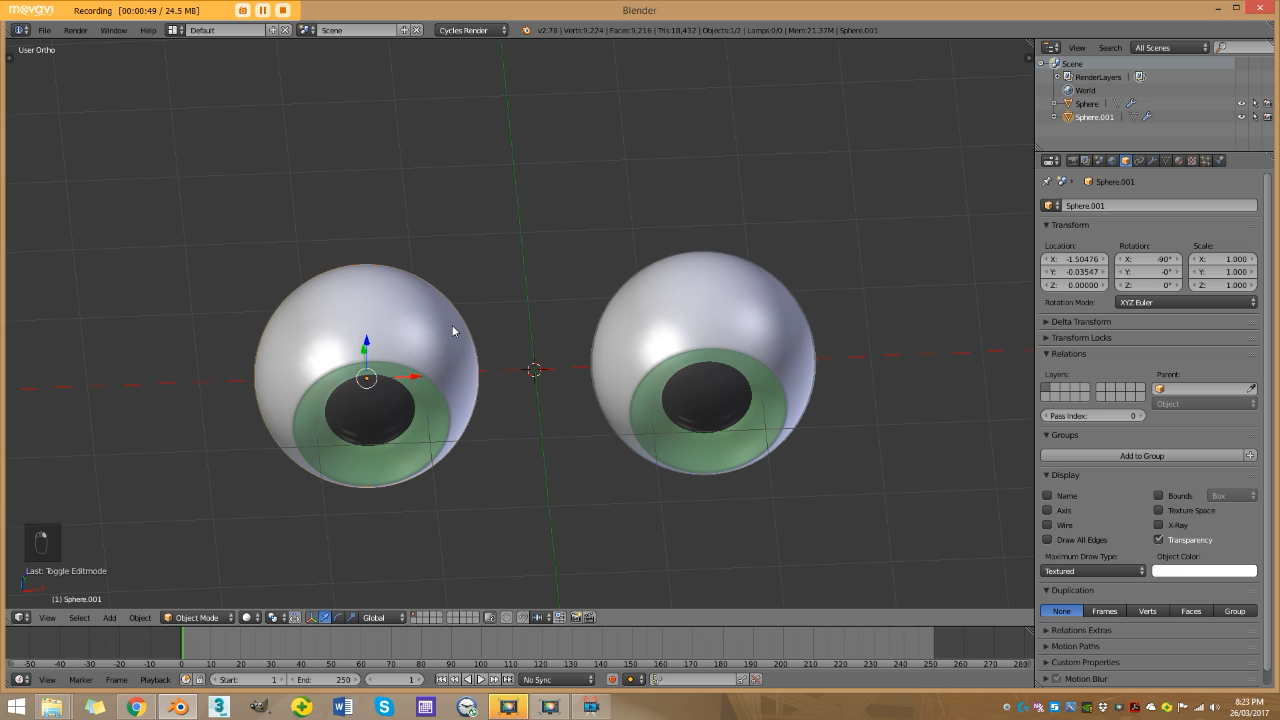 movavi Recording (00:00:49 / 24.5 MB) Blender
File Render Window Help Default Scene Cycles Render v2.78 | Verts:9,224 | Faces:9,216 | Tris:18,432 | Objects:1/2 | Lamps:0/0 | Mem:21.37M | Sphere.001
User Ortho
View Search All Scenes
Scene
RenderLayers
World
Sphere
Sphere.001
Sphere.001
Sphere.001
Transform
Location: Rotation: Scale:
X: -1.50476 X: -90° X: 1.000
Y: -0.03547 Y: -0° Y: 1.000
Z: 0.00000 Z: 0° Z: 1.000
Rotation Mode: XYZ Euler
Delta Transform
Transform Locks
Relations
Layers: Parent:
Object
Pass Index: 0
Groups
Add to Group
Display
Name Bounds Box
Axis Texture Space
Wire X-Ray
Draw All Edges Transparency
Maximum Draw Type: Object Color:
Textured
Duplication
None Frames Verts Faces Group
Relations Extras
Motion Paths
Custom Properties
Motion Blur
Last: Toggle Editmode
(1) Sphere.001
View Select Add Object Object Mode Global
-50 -40 -30 -20 -10 0 10 20 30 40 50 60 70 80 90 100 110 120 130 140 150 160 170 180 190 200 210 220 230 240 250 260 270 280
View Marker Frame Playback Start: 1 End: 250 1 No Sync
8:23 PM
26/03/2017